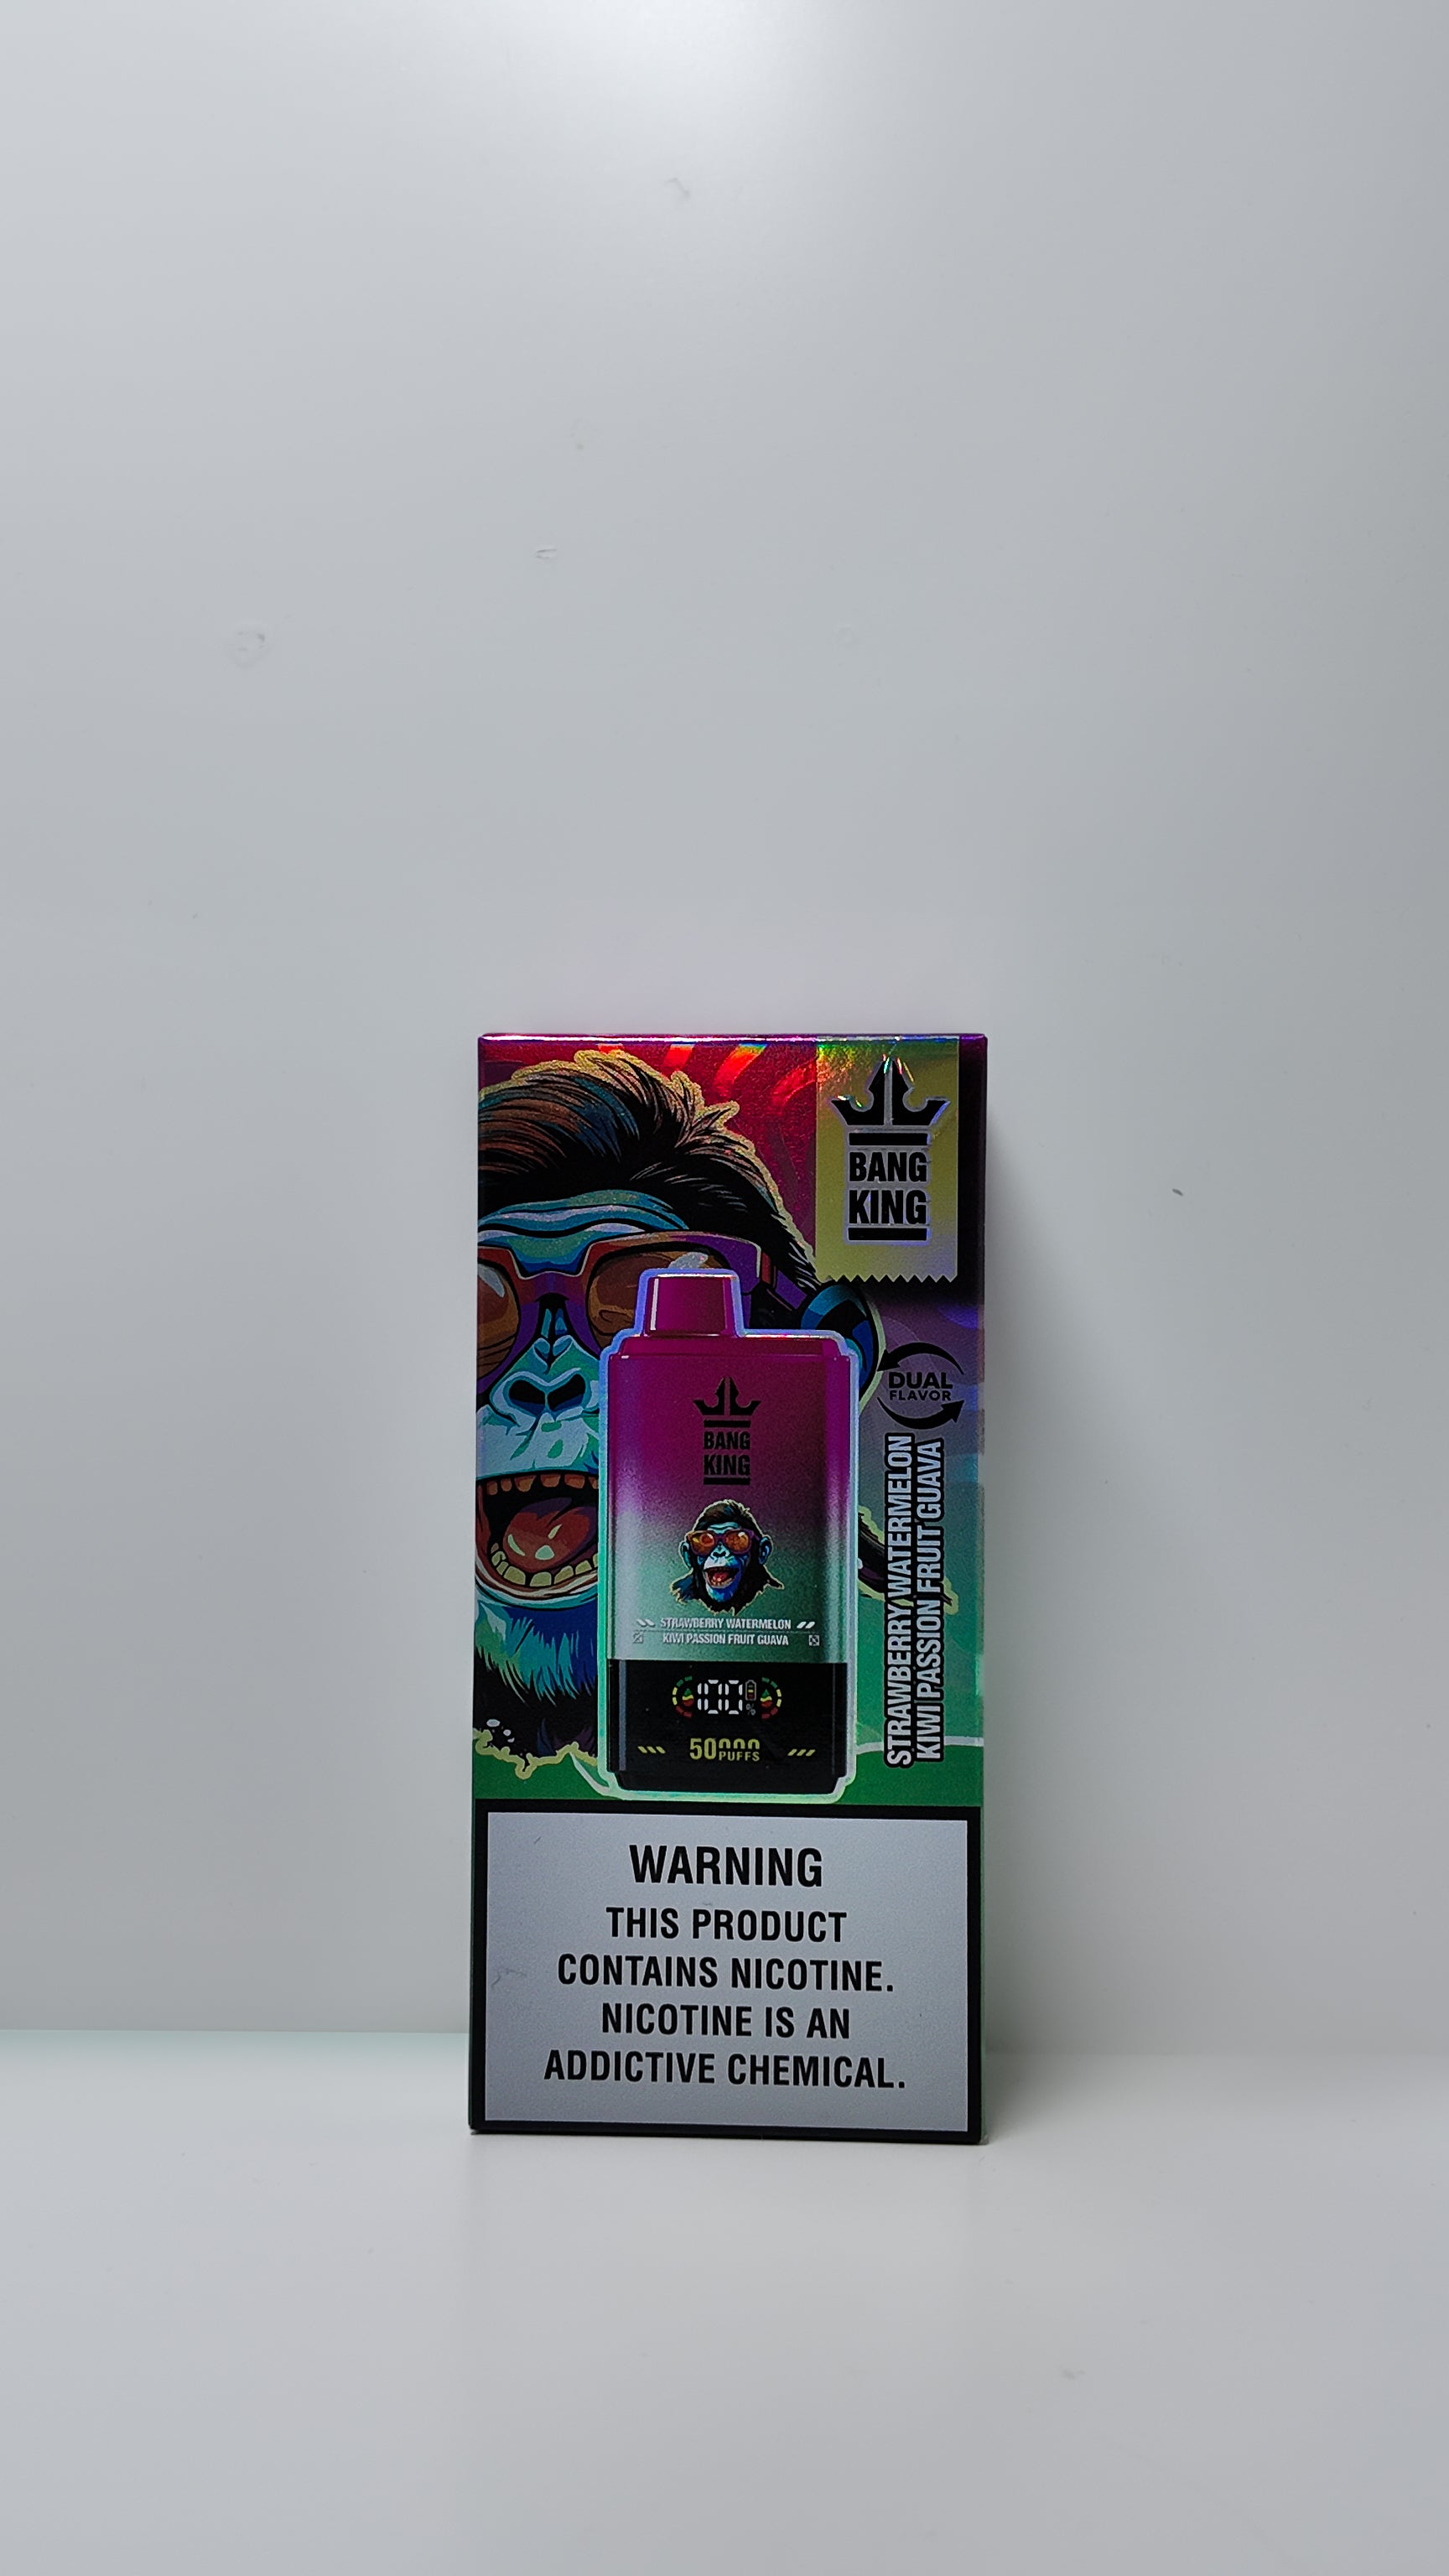 BANG
KING
DUAL
FLAVOR
STRAWBERRY WATERMELON
KIWI PASSION FRUIT GUAVA
BANG
KING
STRAWBERRY WATERMELON
KIWI PASSION FRUIT GUAVA
100%
50000
PUFFS
WARNING
THIS PRODUCT
CONTAINS NICOTINE.
NICOTINE IS AN
ADDICTIVE CHEMICAL.